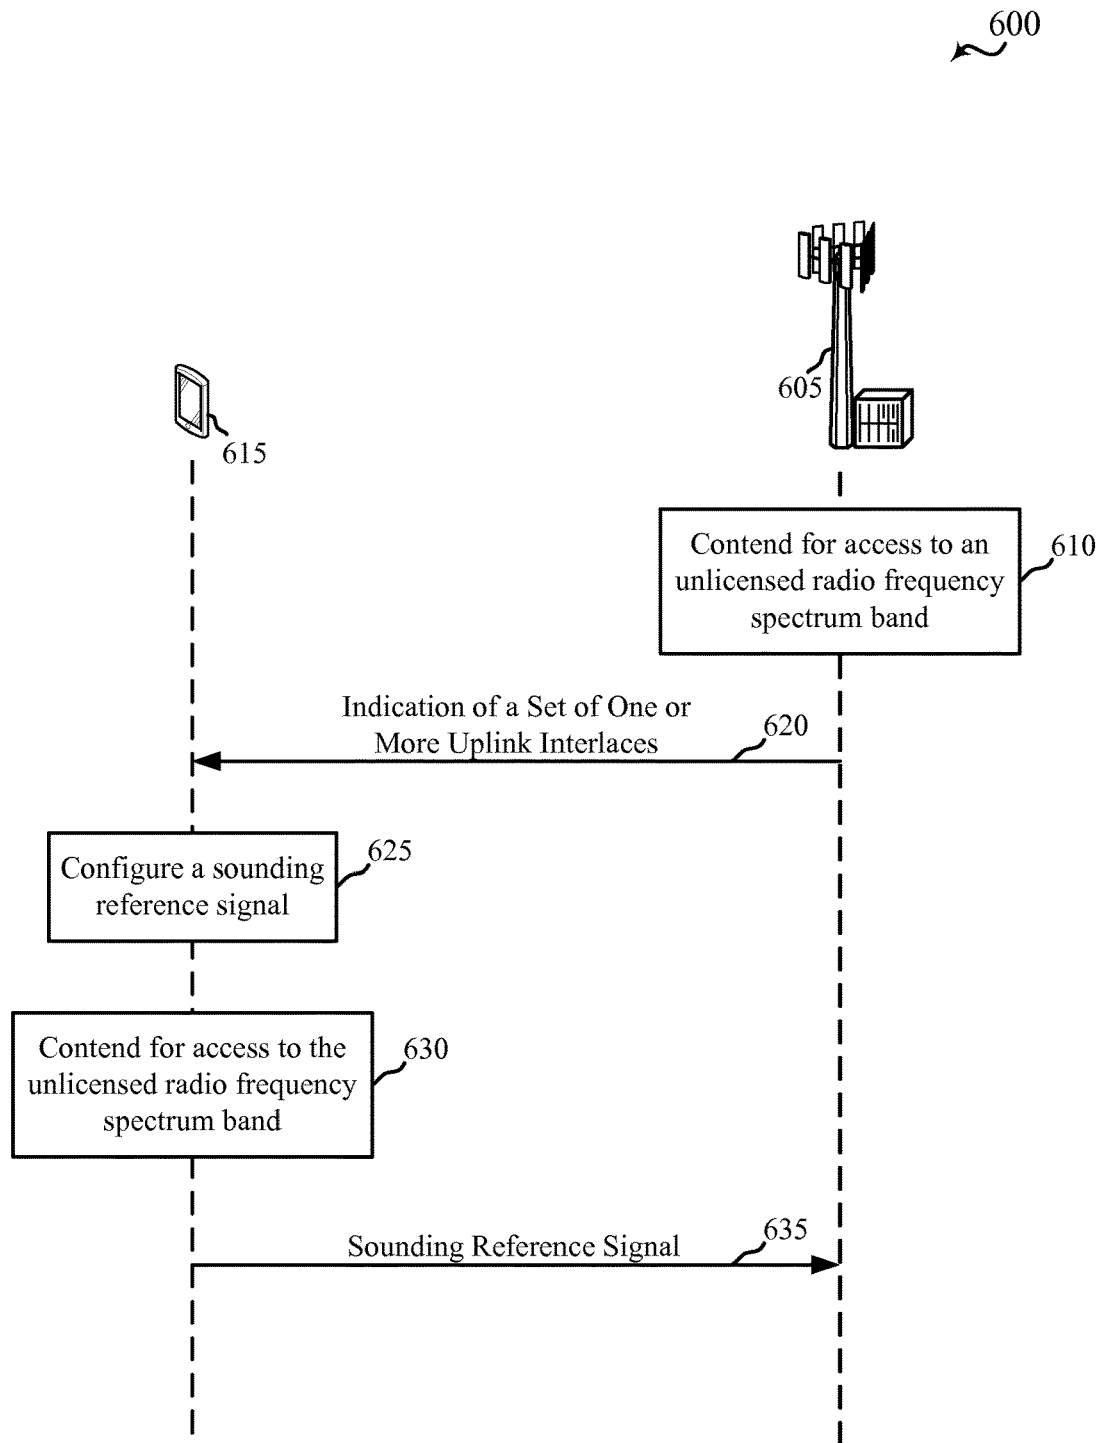 600
605
615
Contend for access to an
unlicensed radio frequency
spectrum band
610
Indication of a Set of One or
More Uplink Interlaces
620
Configure a sounding
reference signal
625
Contend for access to the
unlicensed radio frequency
spectrum band
630
Sounding Reference Signal
635